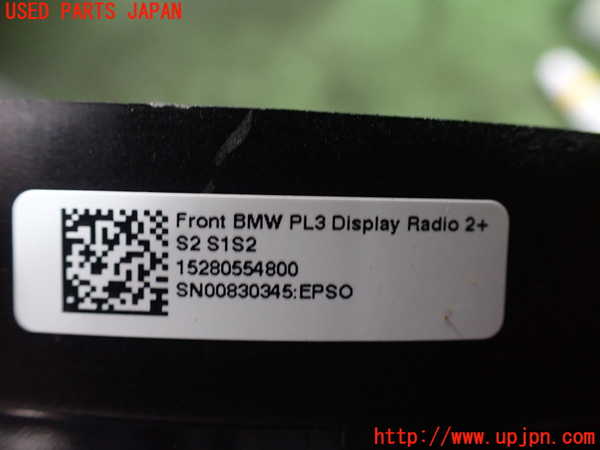 USED PARTS JAPAN
Front BMW PL3 Display Radio 2+
S2 S1S2
15280554800
SN00830345:EPSO
http://www.upjpn.com/